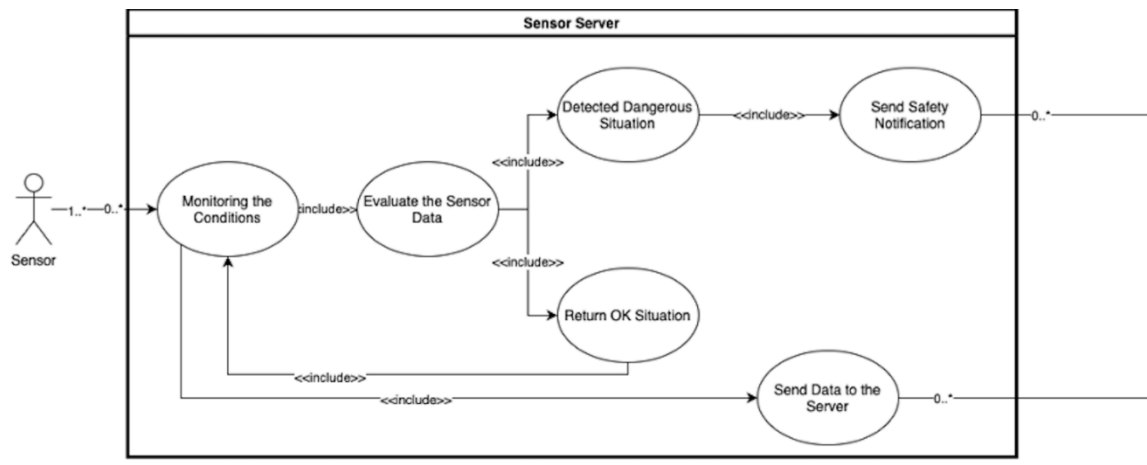 Sensor Server
Detected Dangerous
Situation
<<include>>
Send Safety
Notification
0..*
<<include>>
Monitoring the
Conditions
include>>
Evaluate the Sensor
Data
1..*
0..*
Sensor
<<include>>
Return OK Situation
<<include>>
<<include>>
Send Data to the
Server
0..*